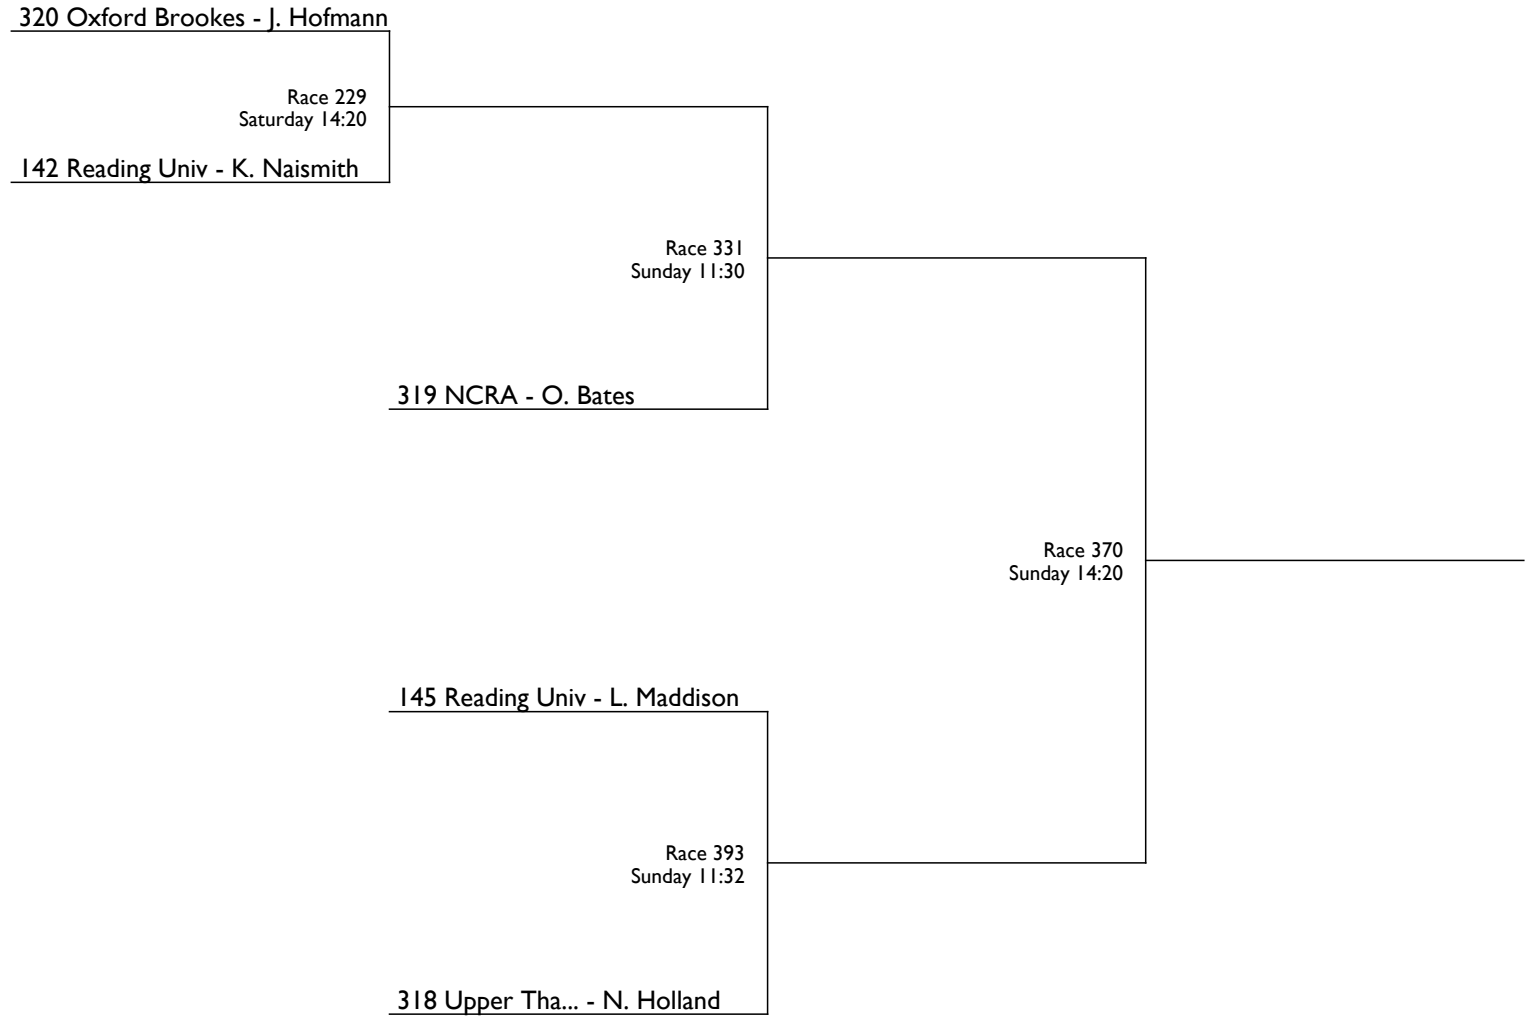 320 Oxford Brookes - J. Hofmann
Race 229
Saturday 14:20
142 Reading Univ - K. Naismith
Race 331
Sunday 11:30
319 NCRA - O. Bates
Race 370
Sunday 14:20
145 Reading Univ - L. Maddison
Race 393
Sunday 11:32
318 Upper Tha... - N. Holland